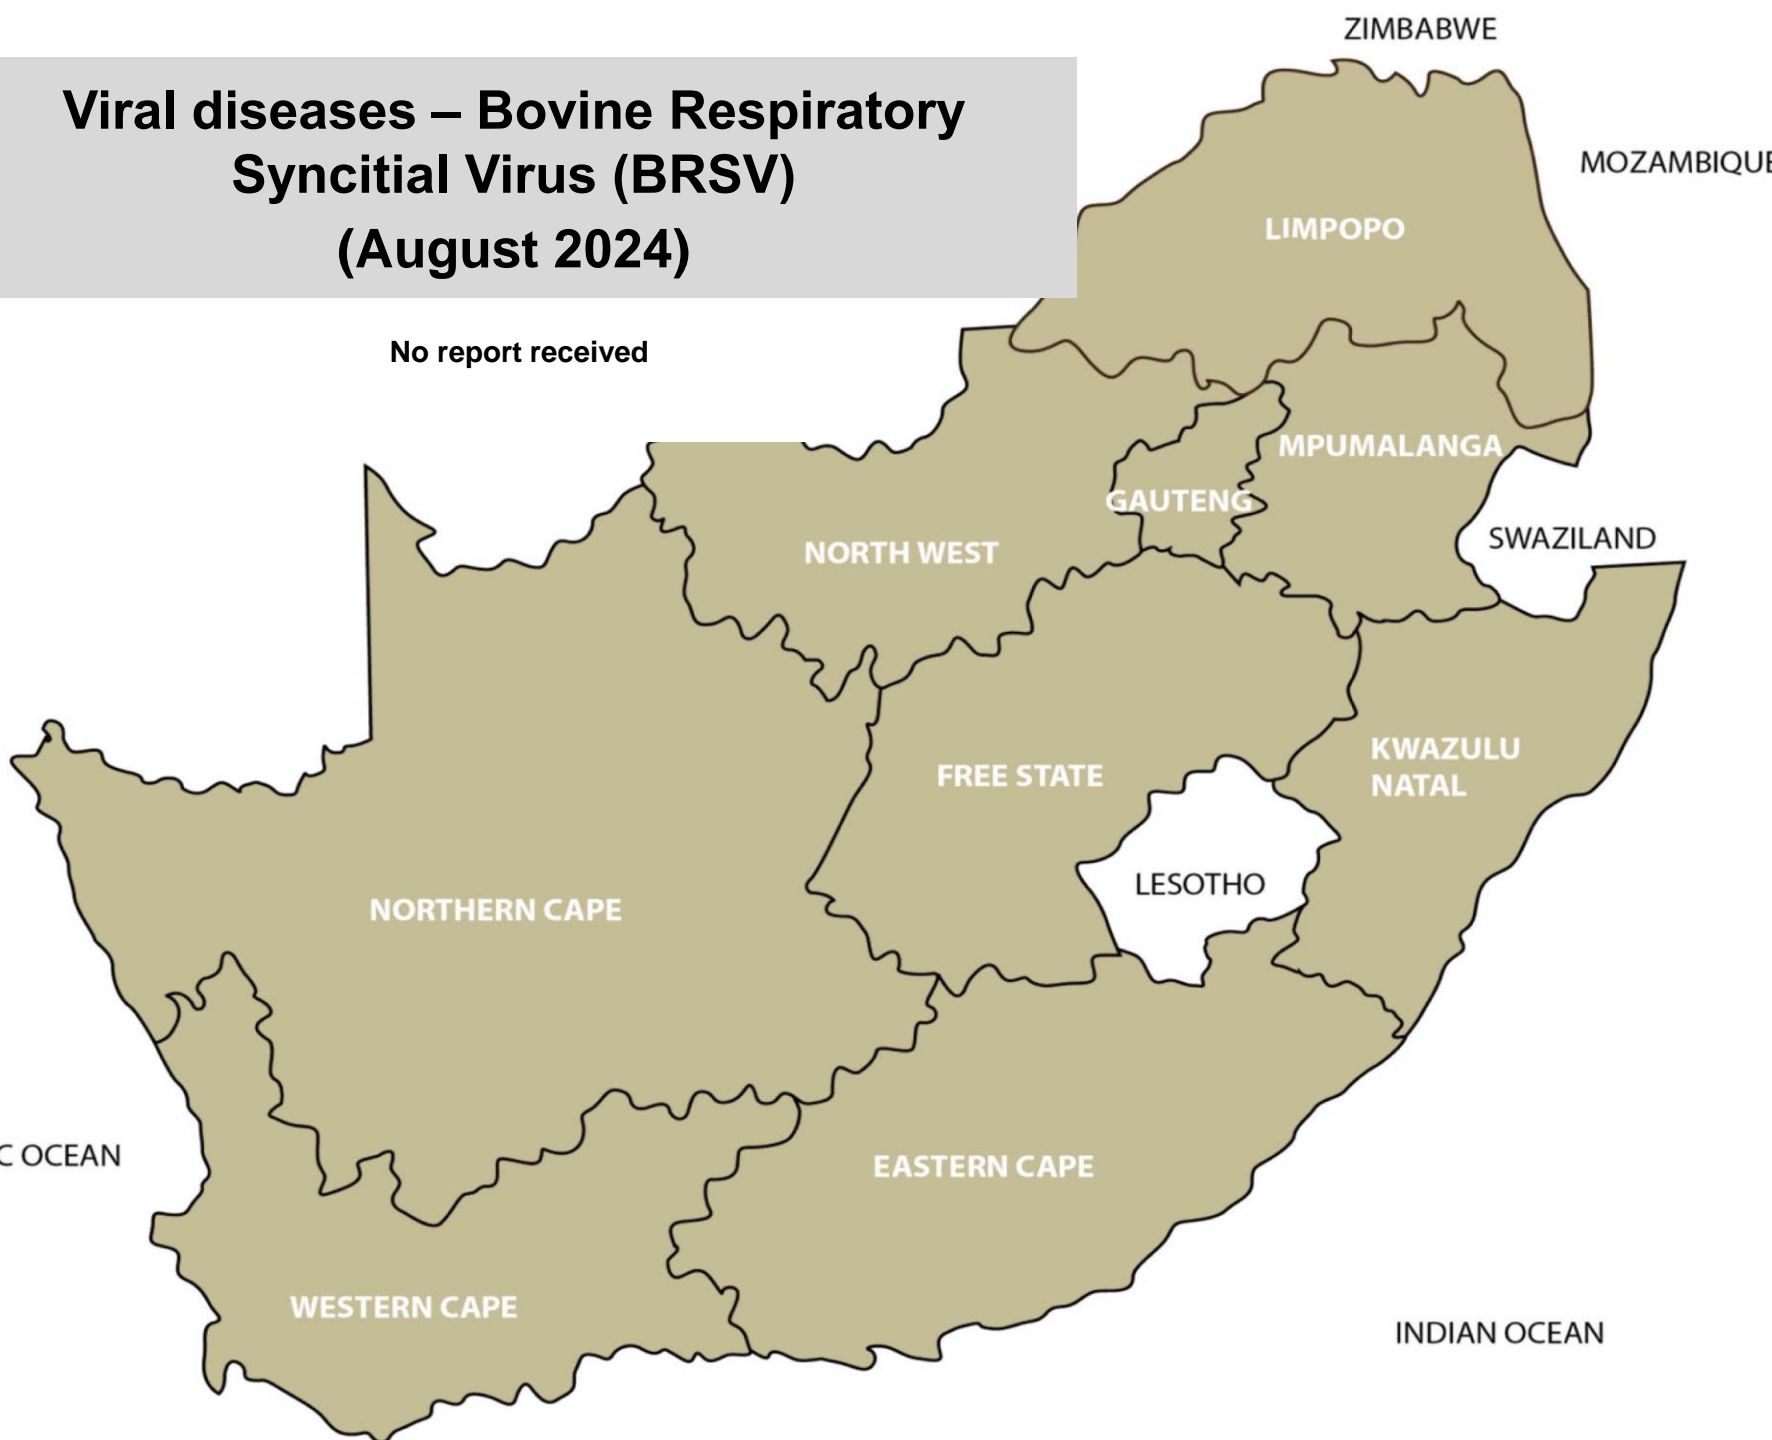 ZIMBABWE
Viral diseases – Bovine Respiratory
Syncitial Virus (BRSV)
(August 2024)
MOZAMBIQUE
LIMPOPO
No report received
MPUMALANGA
GAUTENG
SWAZILAND
NORTH WEST
KWAZULU
NATAL
FREE STATE
LESOTHO
NORTHERN CAPE
C OCEAN
EASTERN CAPE
WESTERN CAPE
INDIAN OCEAN